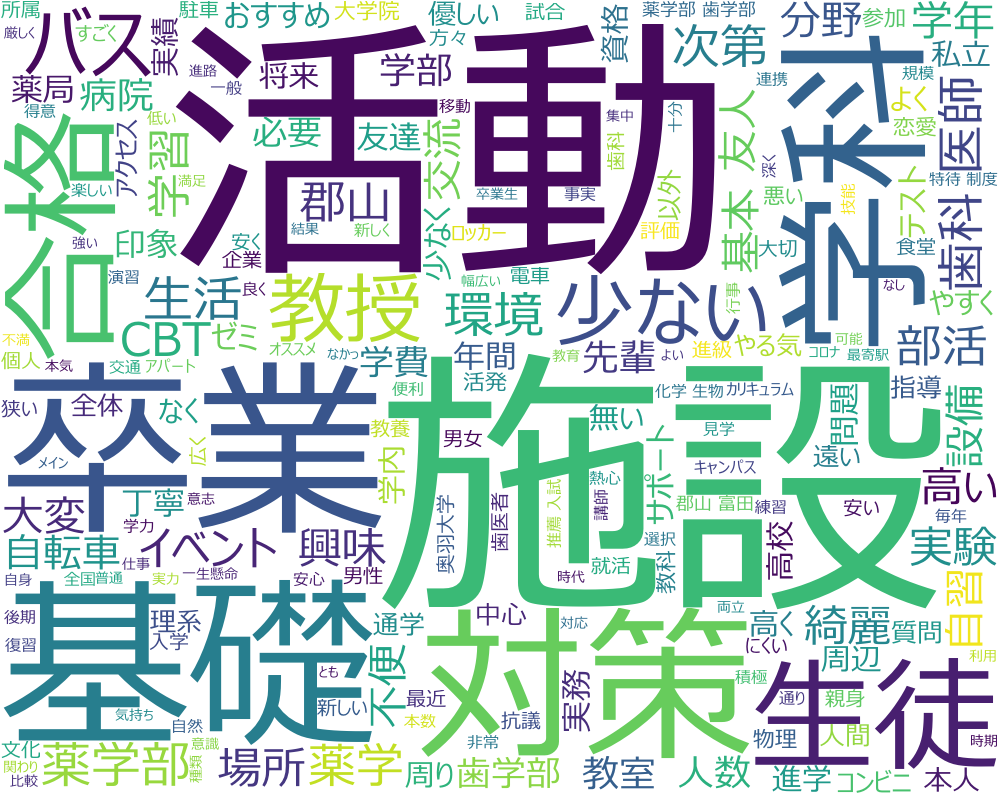 所属
駐車
おすすめ
大学院
優しい
試合
資格
薬学部 歯学部
分野
参加
学年
厳しく
すごく
バス
実績
進路
一般
将来
学部
方々
移動
活動
次第
連携
私立
規模
薬局
病院
得意
低い
アクセス
必要
友達
交流
集中
十分
歯科
基本
友人
よく
恋愛
医師
学科
合格
楽しい
学習
満足
郡山
卒業生
事実
以外
深く
悪い
特待 制度
技能
テスト
強い
印象
安く
結果
新しく
少なく
ロッカー
評価
大切
食堂
歯科
演習
企業
良く
電車
幅広い
行事
なし
生活
教授
環境
少ない
やすく
不満
CBT
ゼミ
オススメ
なかっ
教育
よい
進級
やる気
コロナ
可能
最寄駅
部活
個人
本気
交通
アパート
学費
年間
先輩
活発
便利
化学
生物
カリキュラム
指導
狭い
全体
なく
教養
男女
施設
無い
見学
問題
設備
卒業
広く
学内
サポート
キャンパス
遠い
メイン
大変
丁寧
意志
奥羽大学
歯医者
推薦 入試
熱心
講師
郡山 富田
練習
安い
高い
学力
毎年
自転車
仕事
イベント
興味
選択
高校
実験
自身
全国
普通
実力
一生懸命
安心
男性
時代
就活
教科
両立
自習
後期
基礎
理系
通学
中心
対策
対応
高く
綺麗
質問
復習
入学
とも
不便
にくい
利用
周辺
気持ち
自然
新しい
最近
本数
抗議
実務
積極
通り
親身
生徒
文化
関わり
比較
薬学部
種類
意識
場所
薬学
非常
周り
歯学部
教室
人数
物理
人間
時期
進学
コンビニ
本人